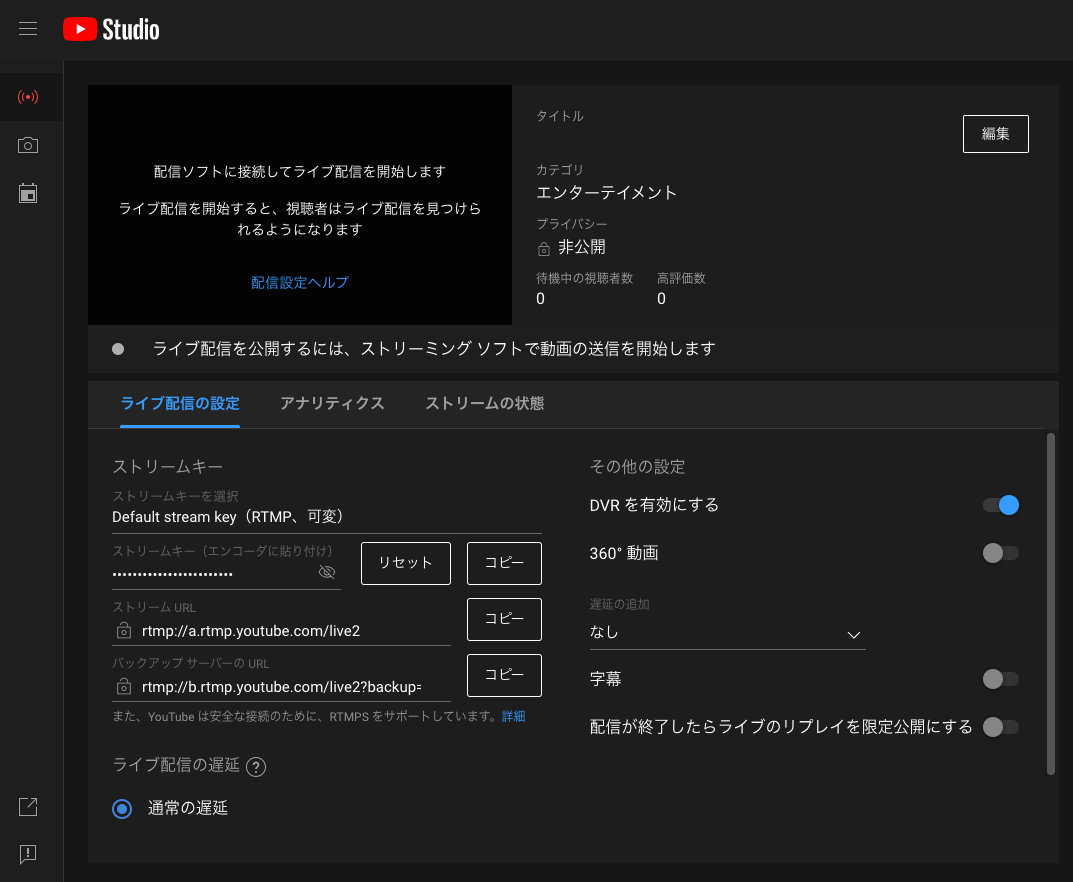 Studio
配信ソフトに接続してライブ配信を開始します
ライブ配信を開始すると、視聴者はライブ配信を見つけら
れるようになります
配信設定ヘルプ
タイトル
編集
カテゴリ
エンターテイメント
プライバシー
非公開
待機中の視聴者数 高評価数
0 0
ライブ配信を公開するには、ストリーミング ソフトで動画の送信を開始します
ライブ配信の設定 アナリティクス ストリームの状態
ストリームキー
ストリームキーを選択
Default stream key（RTMP、可変）
ストリームキー（エンコーダに貼り付け）
••••••••••••••••••••••••
リセット
コピー
ストリーム URL
rtmp://a.rtmp.youtube.com/live2
コピー
バックアップ サーバーの URL
rtmp://b.rtmp.youtube.com/live2?backup=
コピー
また、YouTube は安全な接続のために、RTMPS をサポートしています。詳細
ライブ配信の遅延 ?
通常の遅延
その他の設定
DVR を有効にする
360° 動画
遅延の追加
なし
字幕
配信が終了したらライブのリプレイを限定公開にする